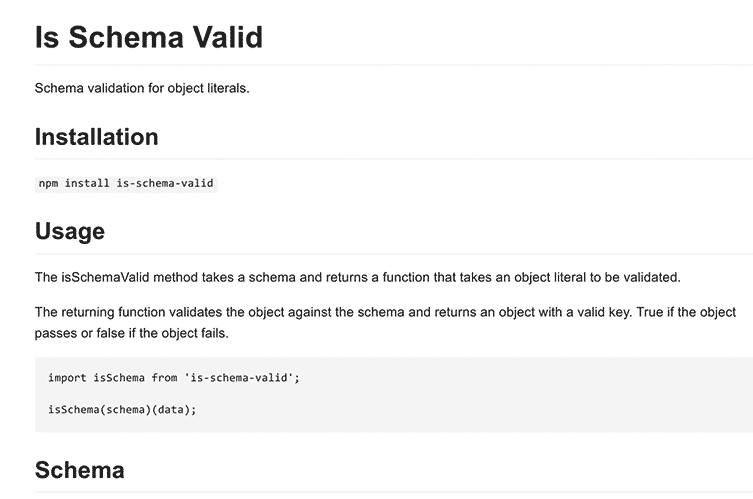 Is Schema Valid
Schema validation for object literals.
Installation
npm install is-schema-valid
Usage
The isSchemaValid method takes a schema and returns a function that takes an object literal to be validated.
The returning function validates the object against the schema and returns an object with a valid key. True if the object
passes or false if the object fails.
import isSchema from 'is-schema-valid';
isSchema(schema)(data);
Schema